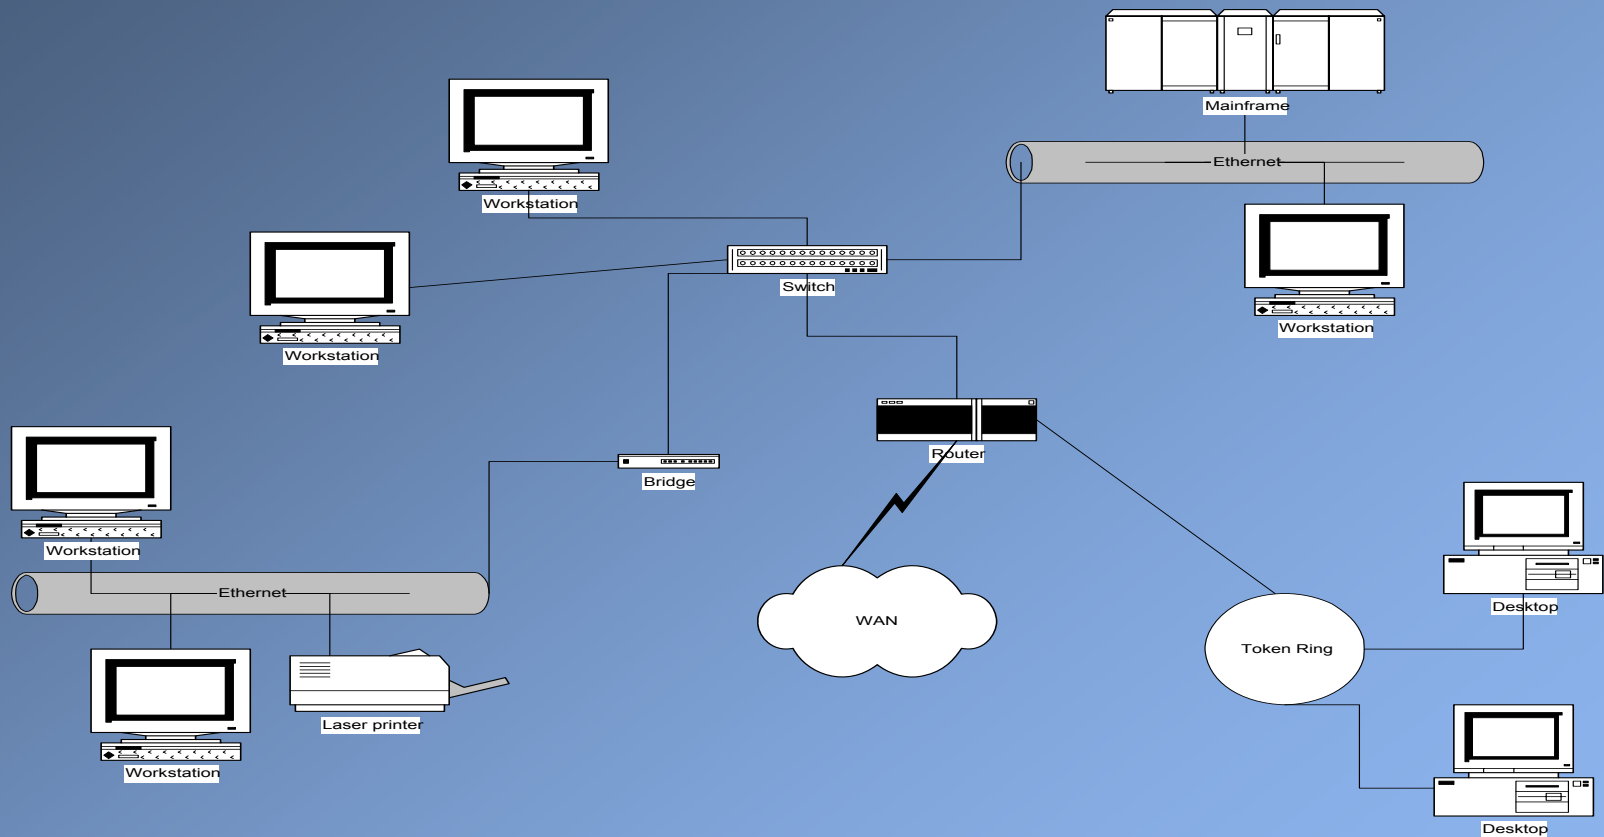 Mainframe
Ethernet
Workstation
Switch
Workstation
Workstation
Router
Bridge
Workstation
Ethernet
Desktop
WAN
Token Ring
Laser printer
Workstation
Desktop